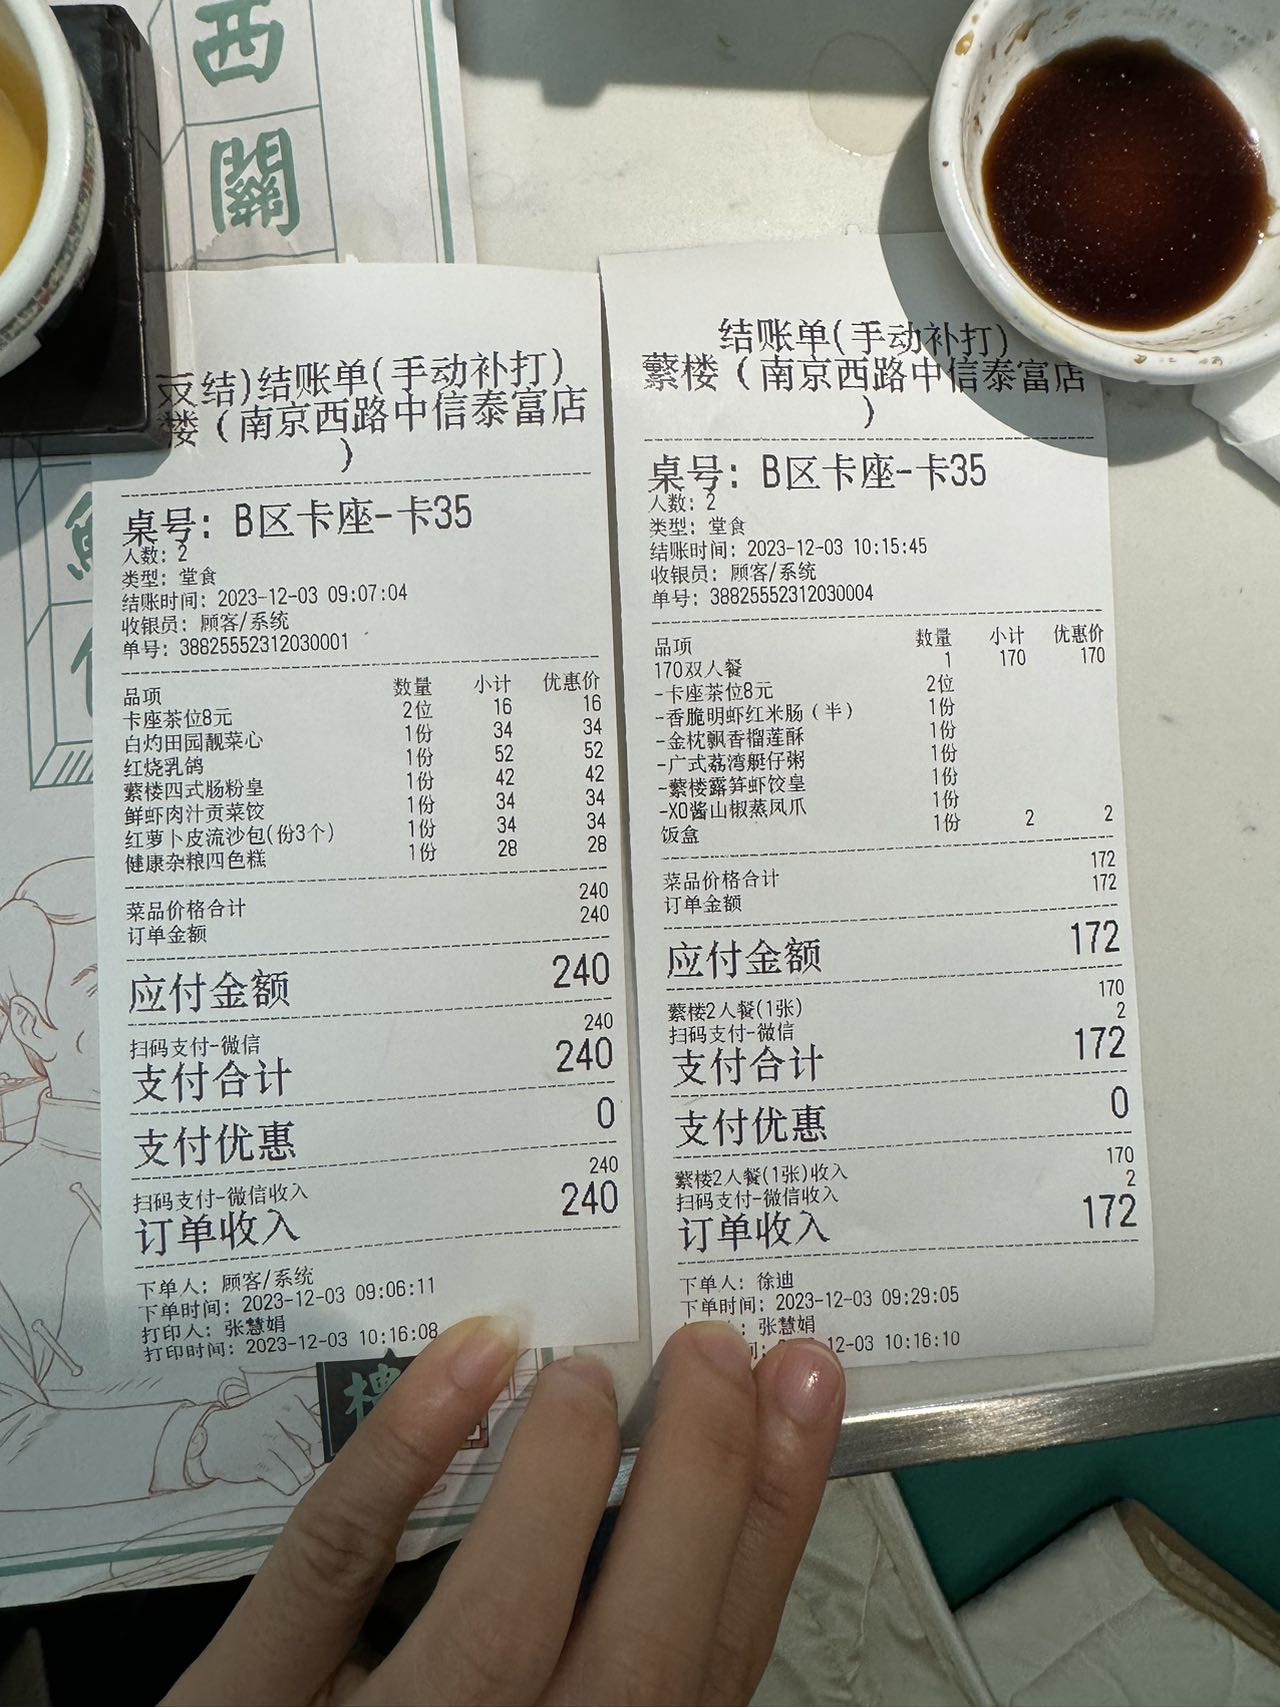 西
關
反结)结账单(手动补打)
楼（南京西路中信泰富店
）
桌号: B区卡座-卡35
人数: 2
类型: 堂食
结账时间: 2023-12-03 09:07:04
收银员: 顾客/系统
单号: 38825552312030001
品项 数量 小计 优惠价
卡座茶位8元 2位 16 16
白灼田园靓菜心 1份 34 34
红烧乳鸽 1份 52 52
蘩楼四式肠粉皇 1份 42 42
鲜虾肉汁贡菜饺 1份 34 34
红萝卜皮流沙包(份3个) 1份 34 34
健康杂粮四色糕 1份 28 28
菜品价格合计 240
订单金额 240
应付金额 240
扫码支付-微信 240
支付合计 240
支付优惠 0
扫码支付-微信收入 240
订单收入 240
下单人: 顾客/系统
下单时间: 2023-12-03 09:06:11
打印人: 张慧娟
打印时间: 2023-12-03 10:16:08
结账单(手动补打)
蘩楼（南京西路中信泰富店
）
桌号: B区卡座-卡35
人数: 2
类型: 堂食
结账时间: 2023-12-03 10:15:45
收银员: 顾客/系统
单号: 38825552312030004
品项 数量 小计 优惠价
170双人餐 1 170 170
-卡座茶位8元 2位
-香脆明虾红米肠（半） 1份
-金枕飘香榴莲酥 1份
-广式荔湾艇仔粥 1份
-蘩楼露笋虾饺皇 1份
-XO酱山椒蒸凤爪 1份
饭盒 1份 2 2
菜品价格合计 172
订单金额 172
应付金额 172
蘩楼2人餐(1张) 170
扫码支付-微信 2
支付合计 172
支付优惠 0
蘩楼2人餐(1张)收入 170
扫码支付-微信收入 2
订单收入 172
下单人: 徐迪
下单时间: 2023-12-03 09:29:05
张慧娟
12-03 10:16:10